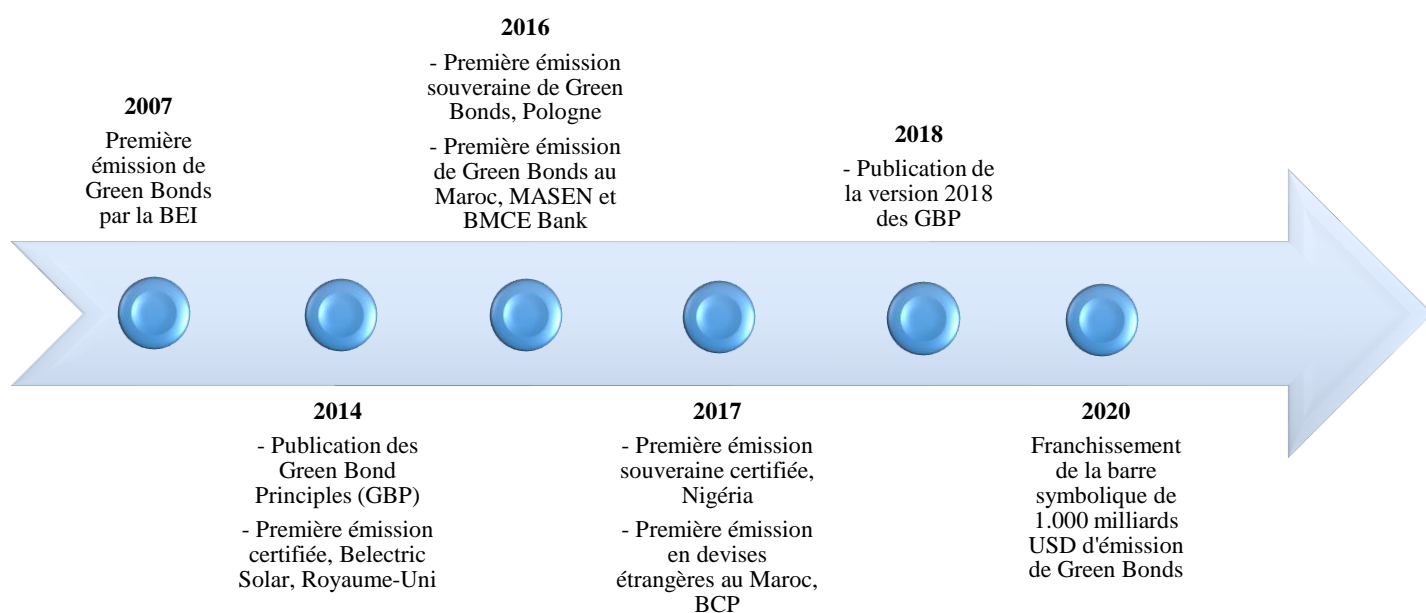 2007
Première
émission de
Green Bonds
par la BEI
2014
- Publication des
Green Bond
Principles (GBP)
- Première émission
certifiée, Belectric
Solar, Royaume-Uni
2016
- Première émission
souveraine de Green
Bonds, Pologne
- Première émission
de Green Bonds au
Maroc, MASEN et
BMCE Bank
2017
- Première émission
souveraine certifiée,
Nigéria
- Première émission
en devises
étrangères au Maroc,
BCP
2018
- Publication de
la version 2018
des GBP
2020
Franchissement
de la barre
symbolique de
1.000 milliards
USD d'émission
de Green Bonds